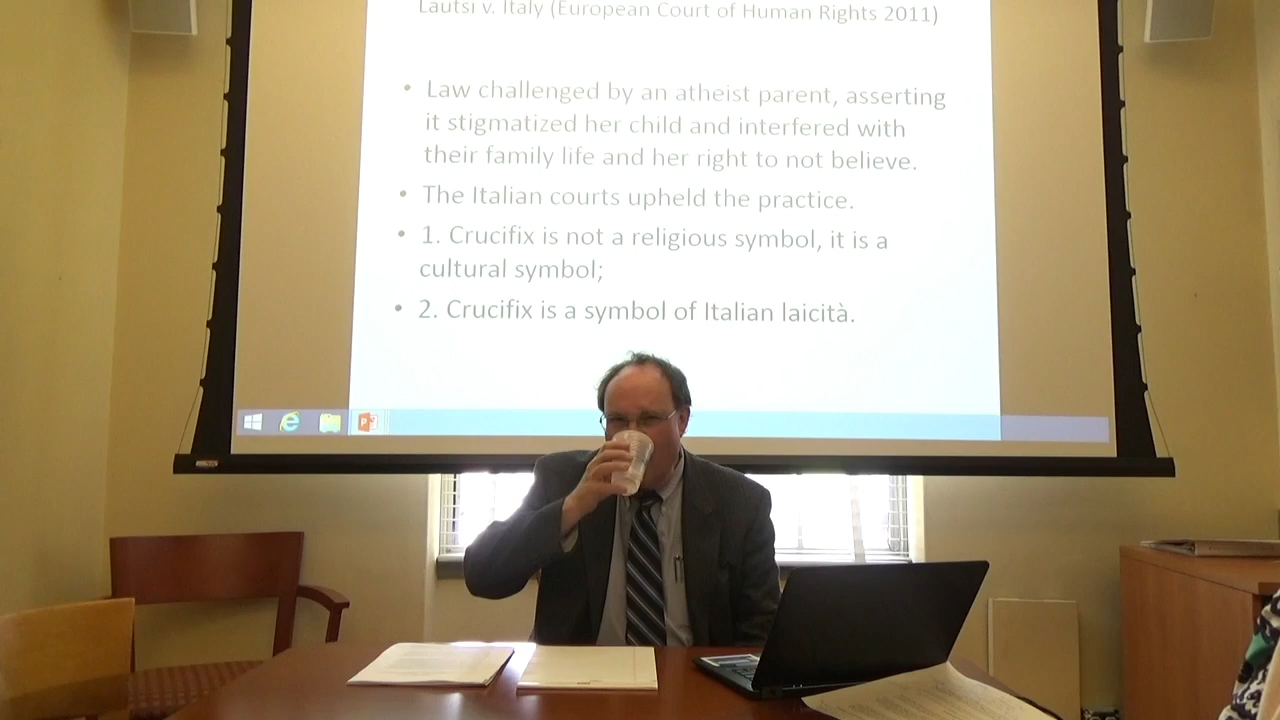 Lautsi v. Italy (European Court of Human Rights 2011)
• Law challenged by an atheist parent, asserting
it stigmatized her child and interfered with
their family life and her right to not believe.
• The Italian courts upheld the practice.
• 1. Crucifix is not a religious symbol, it is a
cultural symbol;
• 2. Crucifix is a symbol of Italian laicità.